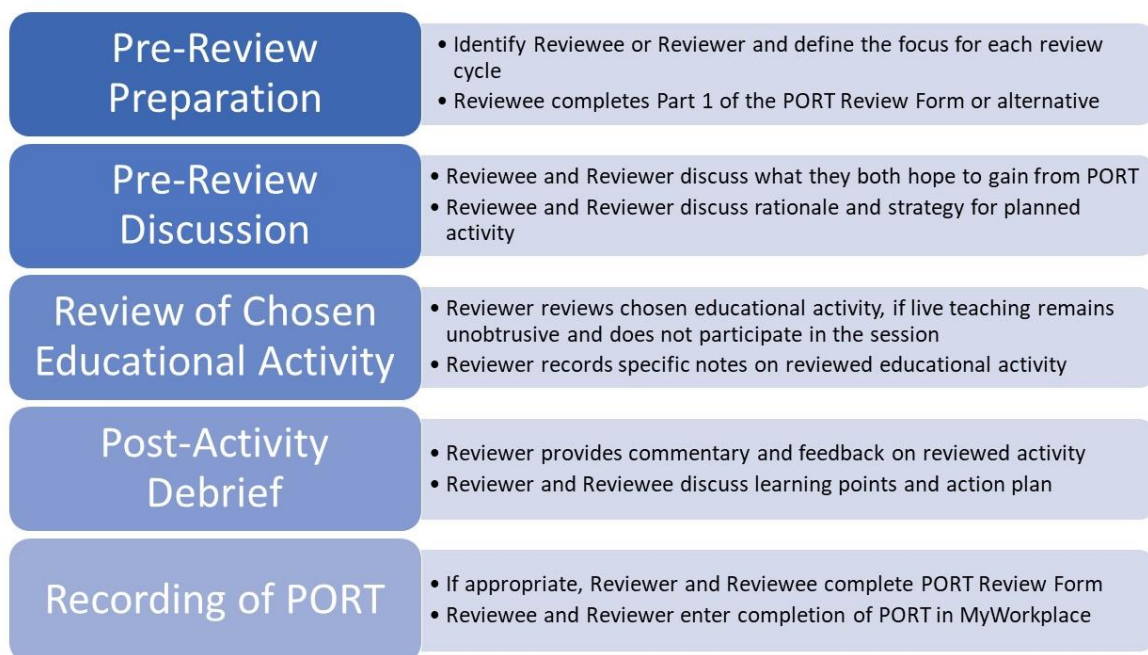 Pre-Review
Preparation
• Identify Reviewee or Reviewer and define the focus for each review
cycle
• Reviewee completes Part 1 of the PORT Review Form or alternative
Pre-Review
Discussion
• Reviewee and Reviewer discuss what they both hope to gain from PORT
• Reviewee and Reviewer discuss rationale and strategy for planned
activity
Review of Chosen
Educational Activity
• Reviewer reviews chosen educational activity, if live teaching remains
unobtrusive and does not participate in the session
• Reviewer records specific notes on reviewed educational activity
Post-Activity
Debrief
• Reviewer provides commentary and feedback on reviewed activity
• Reviewer and Reviewee discuss learning points and action plan
Recording of PORT
• If appropriate, Reviewer and Reviewee complete PORT Review Form
• Reviewee and Reviewer enter completion of PORT in MyWorkplace